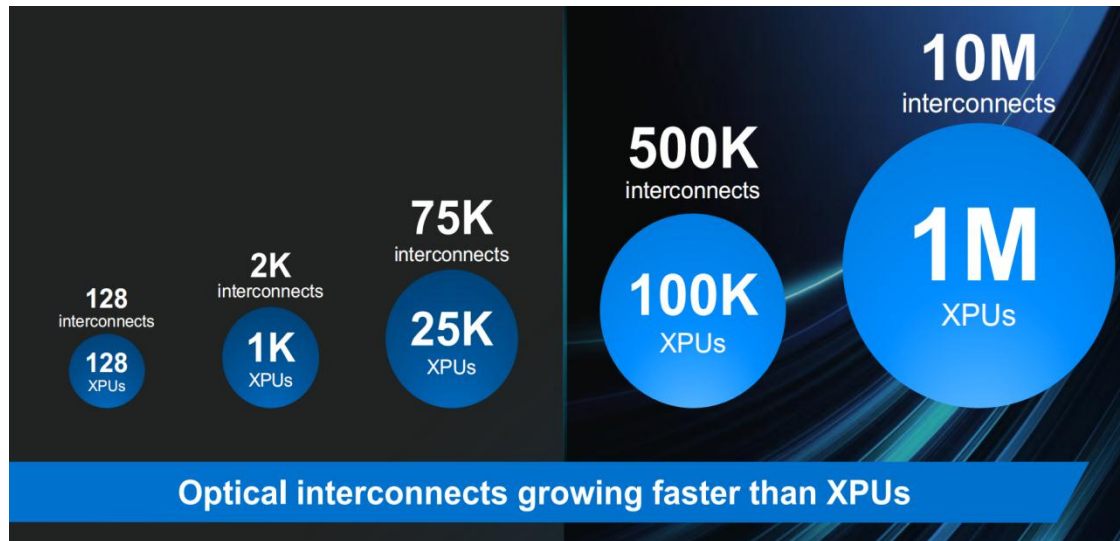 128
interconnects
128
XPUs
2K
interconnects
1K
XPUs
75K
interconnects
25K
XPUs
500K
interconnects
100K
XPUs
10M
interconnects
1M
XPUs
Optical interconnects growing faster than XPUs